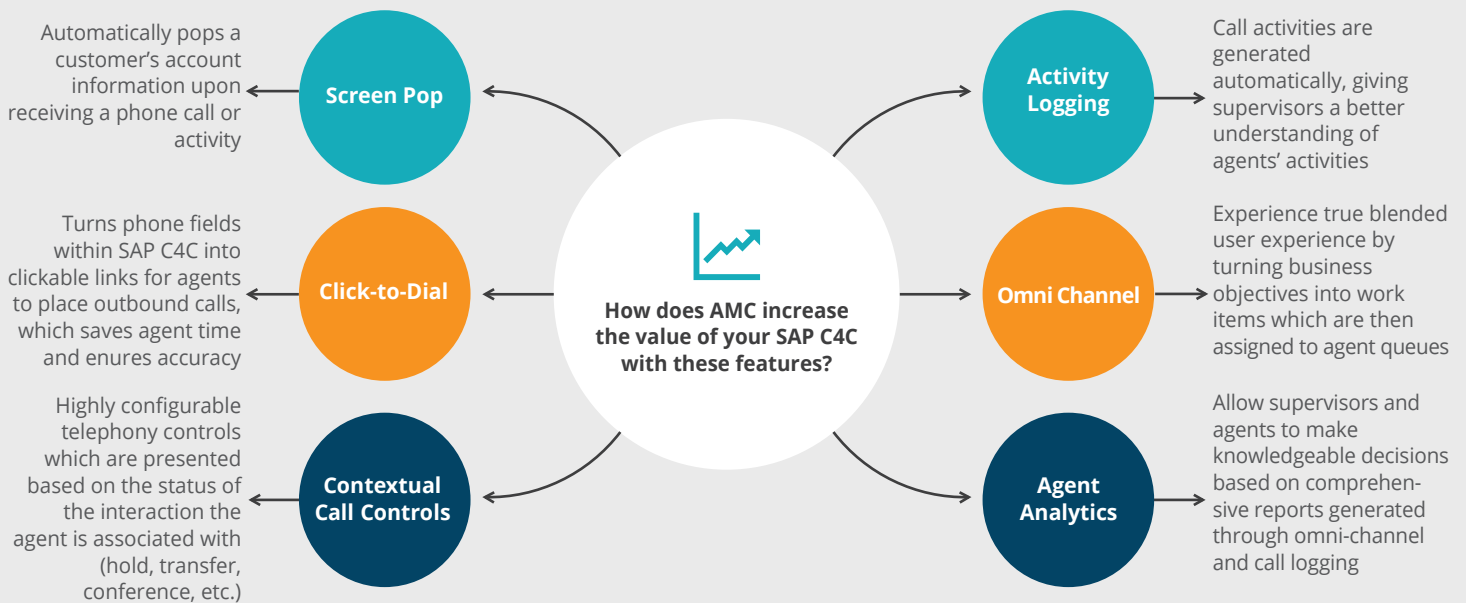 Automatically pops a
customer’s account
information upon
receiving a phone call or
activity
Screen Pop
Turns phone fields
within SAP C4C into
clickable links for agents
to place outbound calls,
which saves agent time
and enures accuracy
Click-to-Dial
Highly configurable
telephony controls
which are presented
based on the status of
the interaction the
agent is associated with
(hold, transfer,
conference, etc.)
Contextual
Call Controls
How does AMC increase
the value of your SAP C4C
with these features?
Activity
Logging
Call activities are
generated
automatically, giving
supervisors a better
understanding of
agents’ activities
Omni Channel
Experience true blended
user experience by
turning business
objectives into work
items which are then
assigned to agent queues
Agent
Analytics
Allow supervisors and
agents to make
knowledgeable decisions
based on comprehen-
sive reports generated
through omni-channel
and call logging